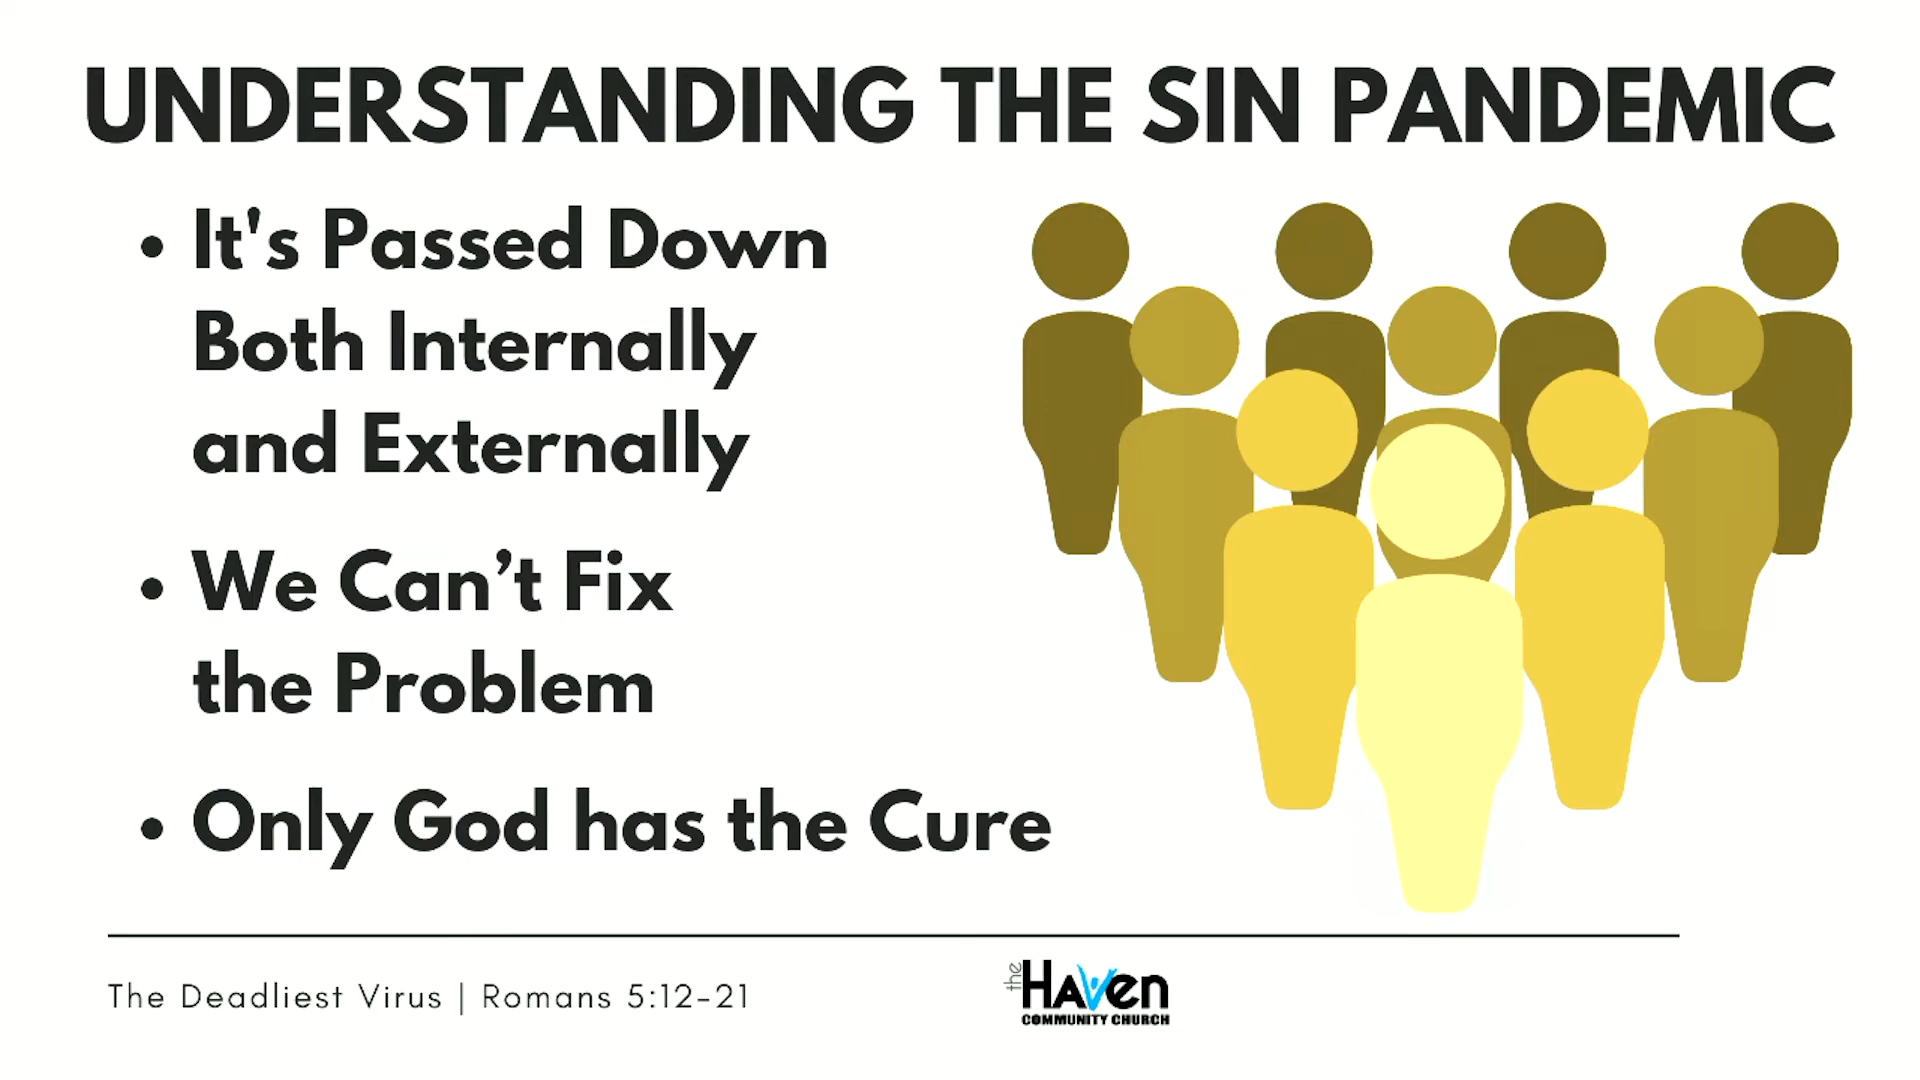 UNDERSTANDING THE SIN PANDEMIC
• It's Passed Down
Both Internally
and Externally
• We Can’t Fix
the Problem
• Only God has the Cure
The Deadliest Virus | Romans 5:12-21
the Haven
COMMUNITY CHURCH